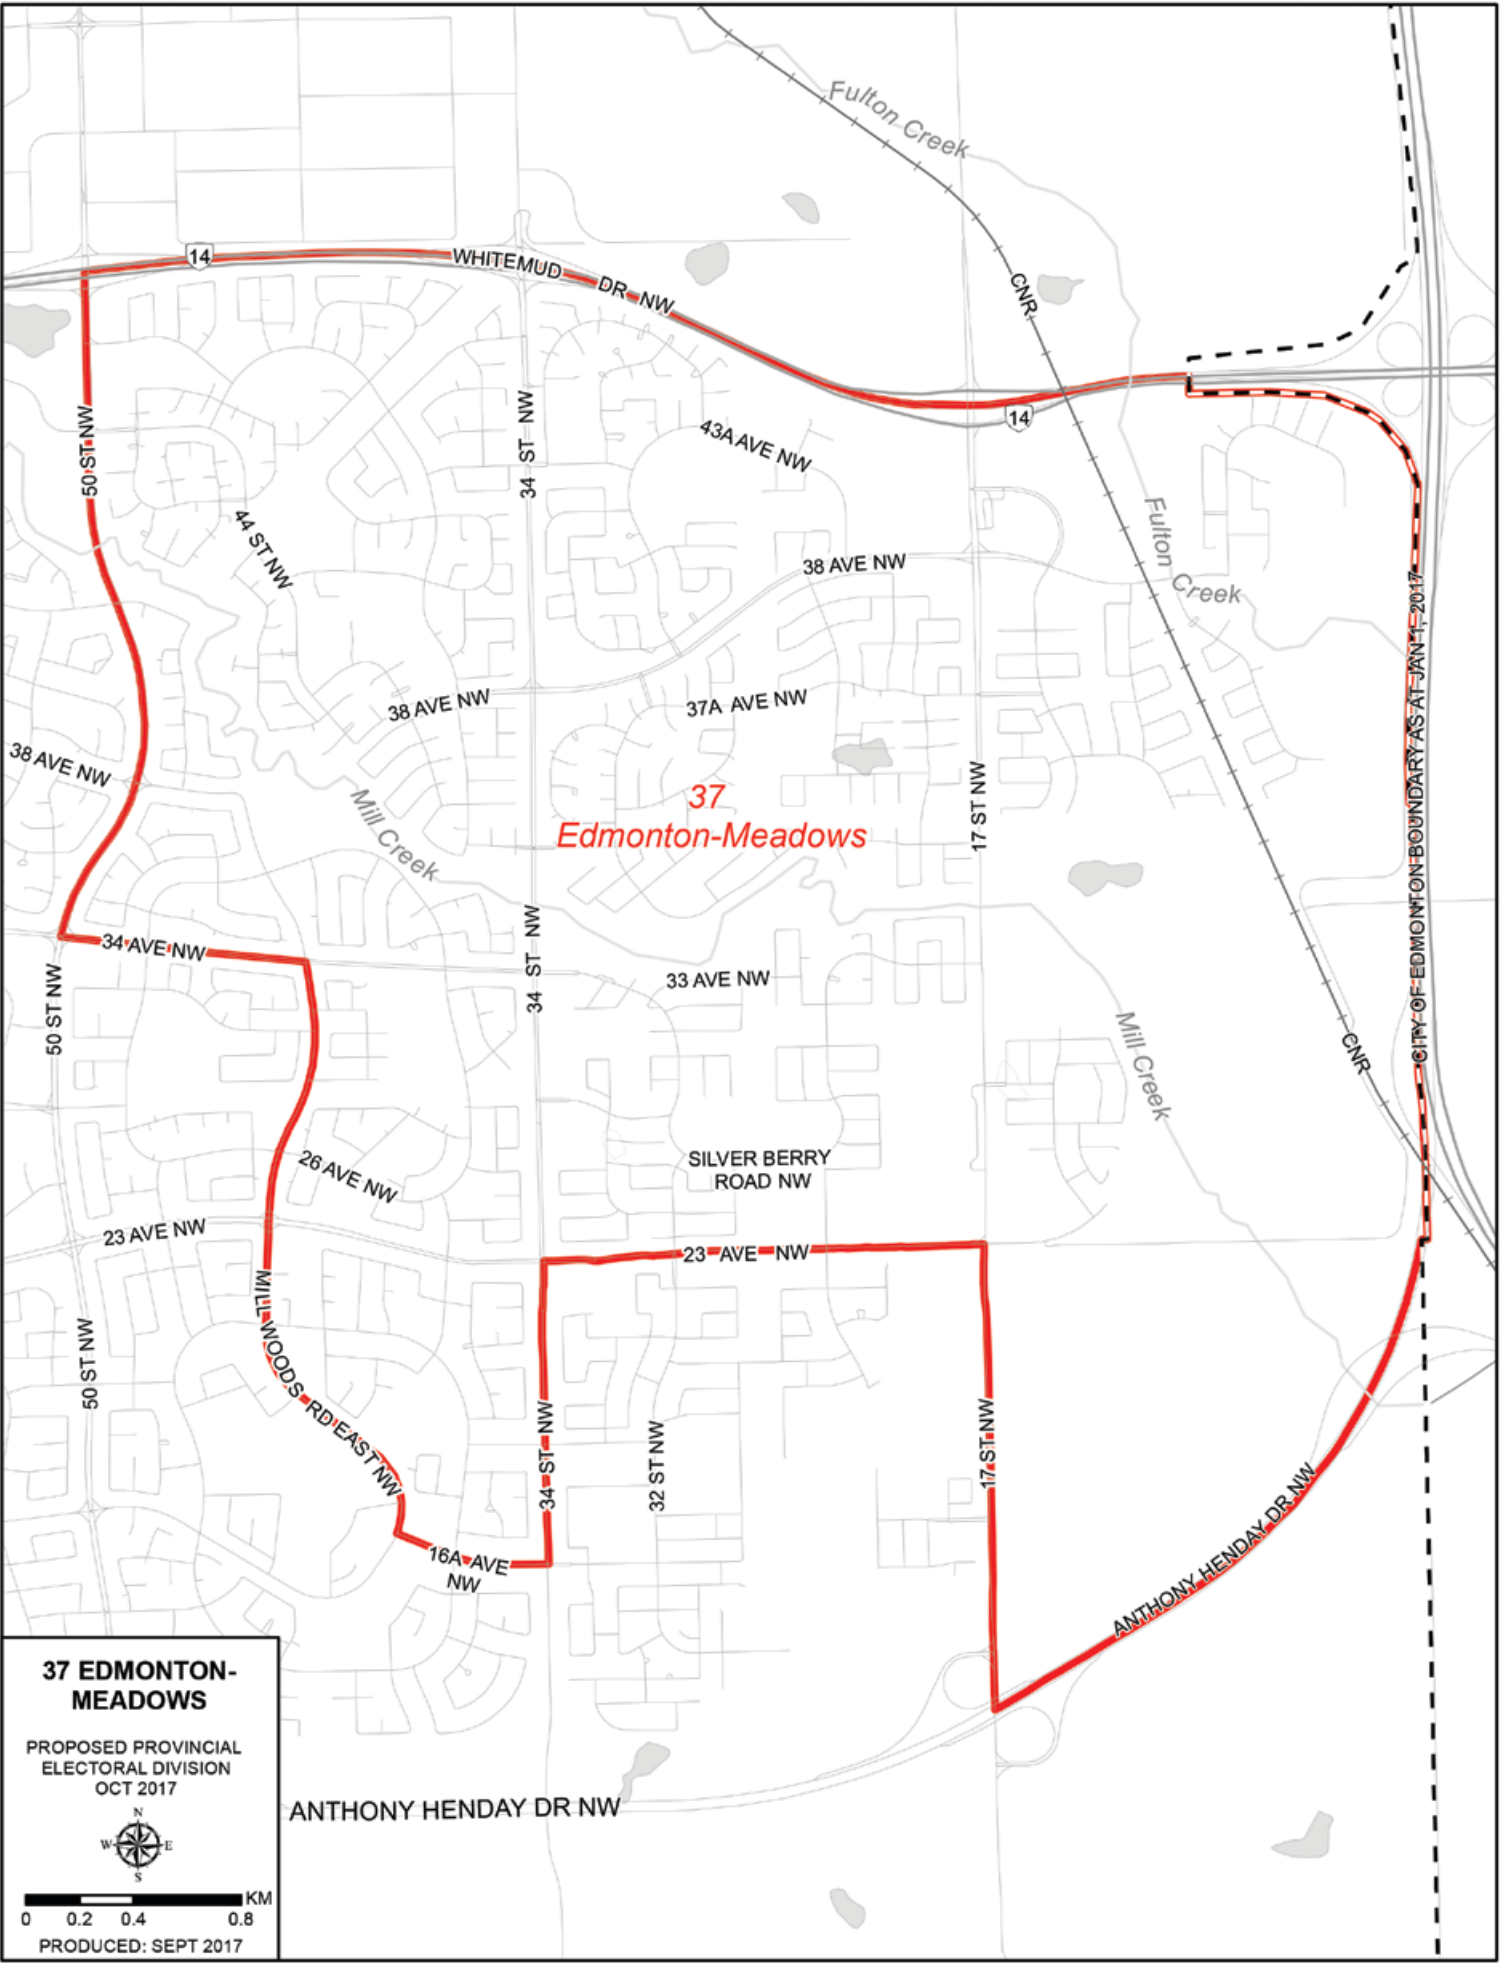 Fulton Creek
14
WHITEMUD DR NW
CNR
14
50 ST NW
34 ST NW
43A AVE NW
44 ST NW
38 AVE NW
Fulton Creek
CITY OF EDMONTON BOUNDARY AS AT JAN 1, 2017
38 AVE NW
37A AVE NW
38 AVE NW
37
Edmonton-Meadows
17 ST NW
Mill Creek
34 AVE NW
34 ST NW
33 AVE NW
50 ST NW
Mill Creek
CNR
26 AVE NW
SILVER BERRY
ROAD NW
23 AVE NW
23 AVE NW
MILL WOODS RD EAST NW
50 ST NW
34 ST NW
32 ST NW
17 ST NW
ANTHONY HENDAY DR NW
16A AVE
NW
37 EDMONTON-
MEADOWS
PROPOSED PROVINCIAL
ELECTORAL DIVISION
OCT 2017
N
W E
S
KM
0 0.2 0.4 0.8
PRODUCED: SEPT 2017
ANTHONY HENDAY DR NW